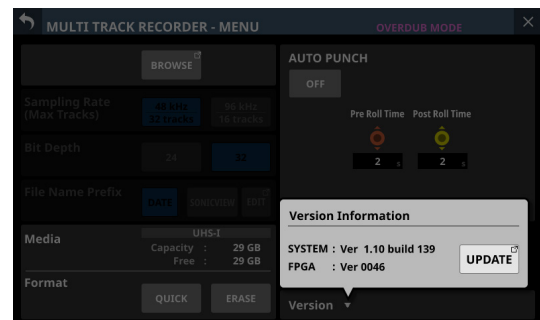 MULTI TRACK RECORDER - MENU
OVERDUB MODE
BROWSE
Sampling Rate
(Max Tracks)
48 kHz
32 tracks
96 kHz
16 tracks
Bit Depth
24
32
File Name Prefix
DATE
SONICVIEW
EDIT
Media
UHS-I
Capacity : 29 GB
Free : 29 GB
Format
QUICK
ERASE
AUTO PUNCH
OFF
Pre Roll Time
Post Roll Time
2 s
2 s
Version Information
SYSTEM : Ver 1.10 build 139
FPGA : Ver 0046
UPDATE
Version